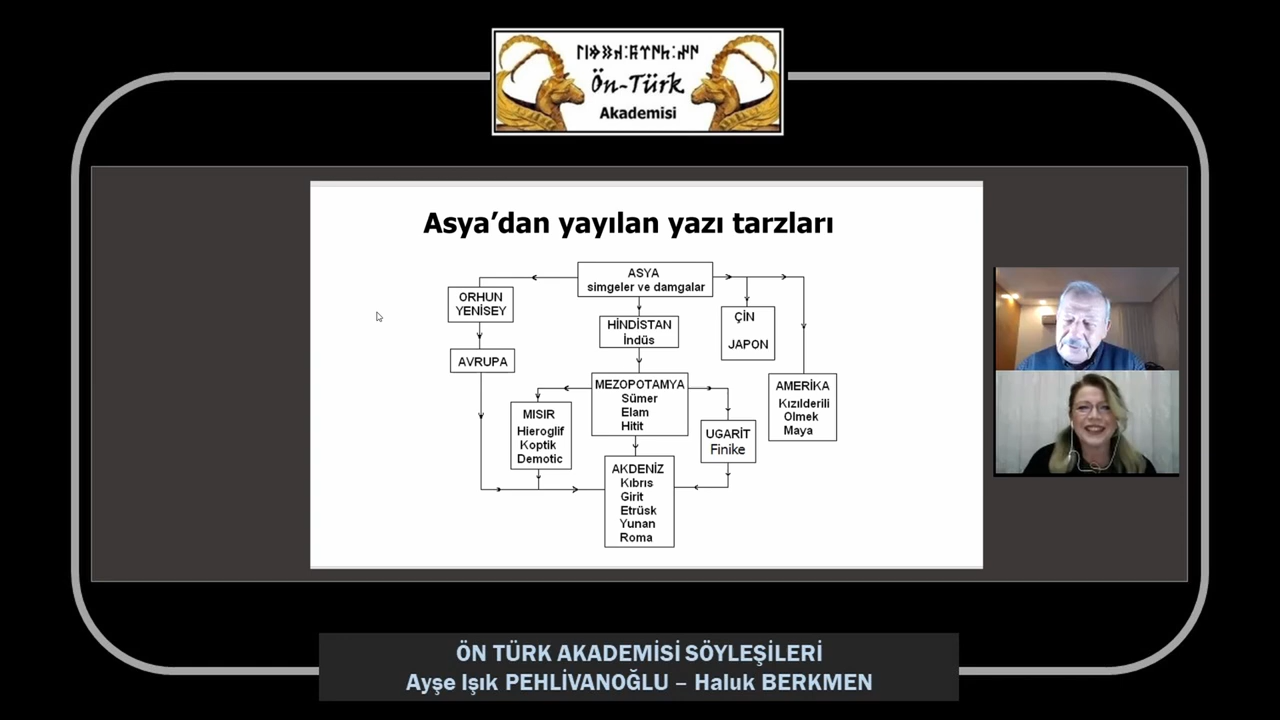 Ön-Türk
Akademisi
Asya’dan yayılan yazı tarzları
ASYA
simgeler ve damgalar
ORHUN
YENİSEY
AVRUPA
HİNDİSTAN
İndüs
ÇİN
JAPON
MEZOPOTAMYA
Sümer
Elam
Hitit
MISIR
Hieroglif
Koptik
Demotic
UGARİT
Finike
AMERİKA
Kızılderili
Olmek
Maya
AKDENİZ
Kıbrıs
Girit
Etrüsk
Yunan
Roma
ÖN TÜRK AKADEMİSİ SÖYLEŞİLERİ
Ayşe Işık PEHLİVANOĞLU – Haluk BERKMEN